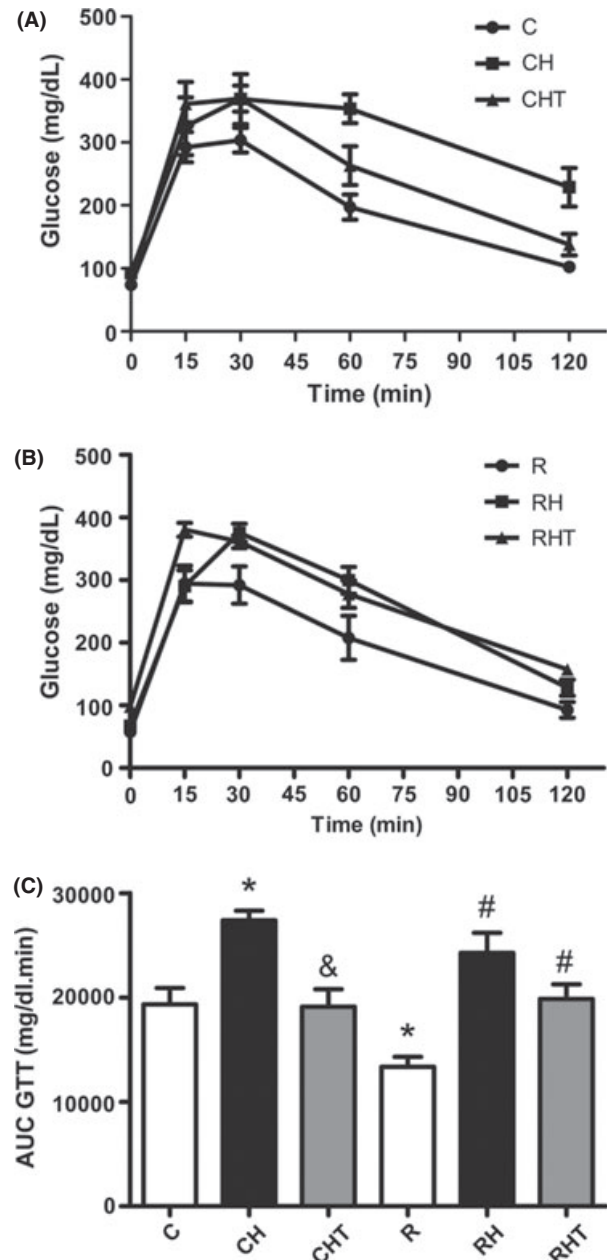 (A)
C
CH
CHT
Glucose (mg/dL)
500
400
300
200
100
0
0 15 30 45 60 75 90 105 120
Time (min)
(B)
R
RH
RHT
Glucose (mg/dL)
500
400
300
200
100
0
0 15 30 45 60 75 90 105 120
Time (min)
(C)
AUC GTT (mg/dl.min)
30000
20000
10000
0
* & * # #
C CH CHT R RH RHT